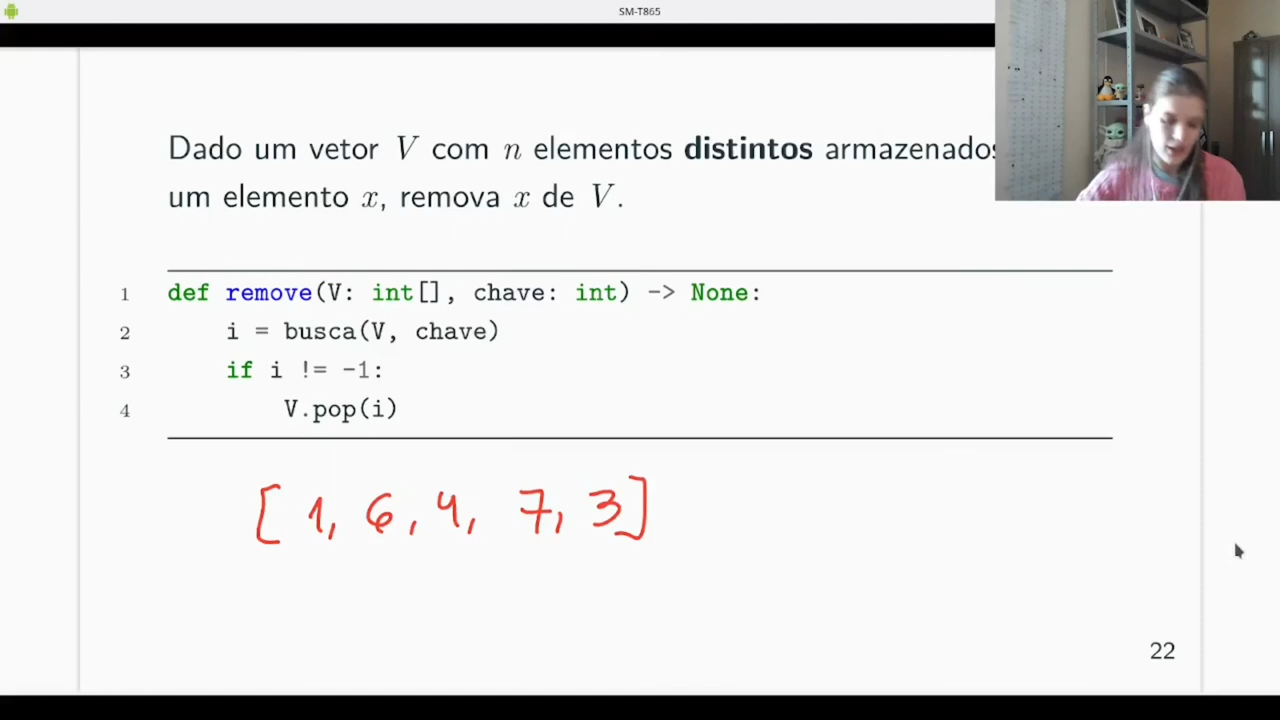 SM-T865
Dado um vetor V com n elementos distintos armazenados
um elemento x, remova x de V.
1 def remove(V: int[], chave: int) -> None:
2 i = busca(V, chave)
3 if i != -1:
4 V.pop(i)
[ 1, 6, 4, 7, 3]
22